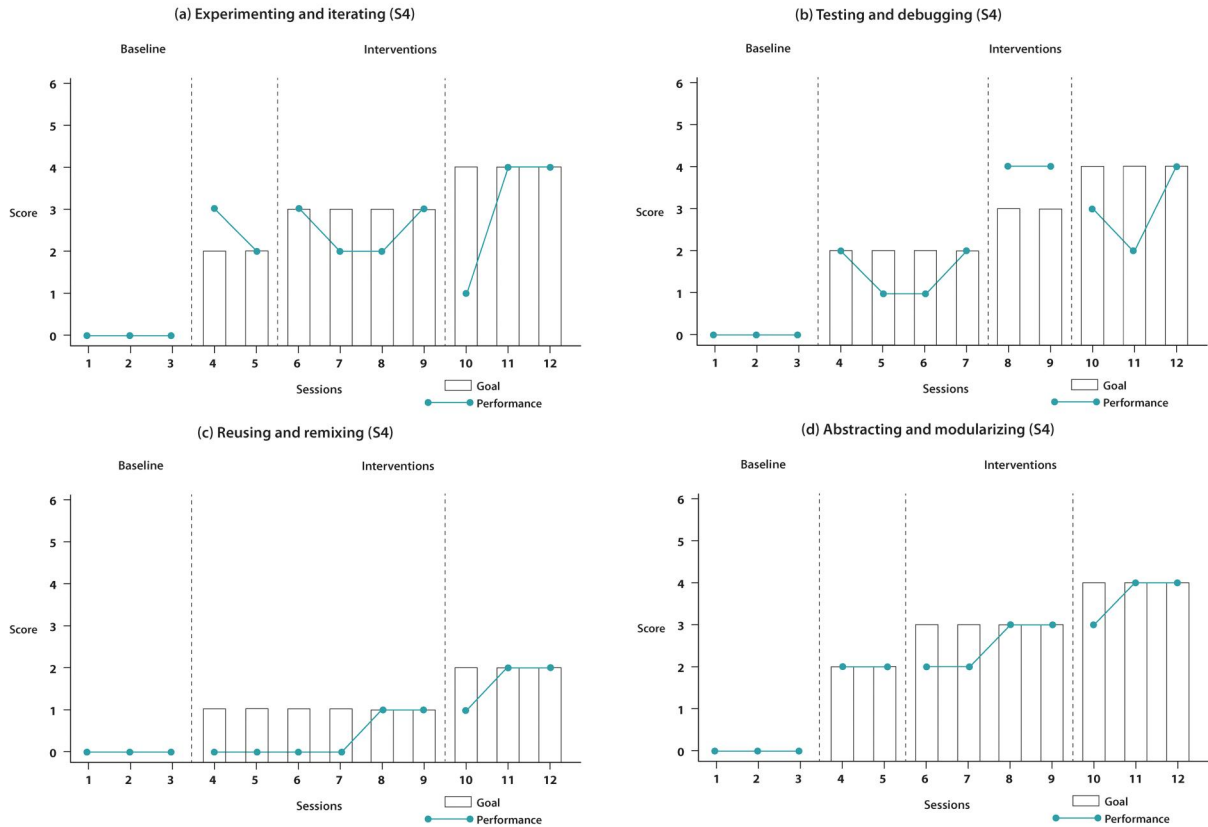 (a) Experimenting and iterating (S4)
Baseline Interventions
6
5
4
3
Score
2
1
0
1 2 3 4 5 6 7 8 9 10 11 12
Sessions
Goal
Performance
(b) Testing and debugging (S4)
Baseline Interventions
6
5
4
3
Score
2
1
0
1 2 3 4 5 6 7 8 9 10 11 12
Sessions
Goal
Performance
(c) Reusing and remixing (S4)
Baseline Interventions
6
5
4
3
Score
2
1
0
1 2 3 4 5 6 7 8 9 10 11 12
Sessions
Goal
Performance
(d) Abstracting and modularizing (S4)
Baseline Interventions
6
5
4
3
Score
2
1
0
1 2 3 4 5 6 7 8 9 10 11 12
Sessions
Goal
Performance